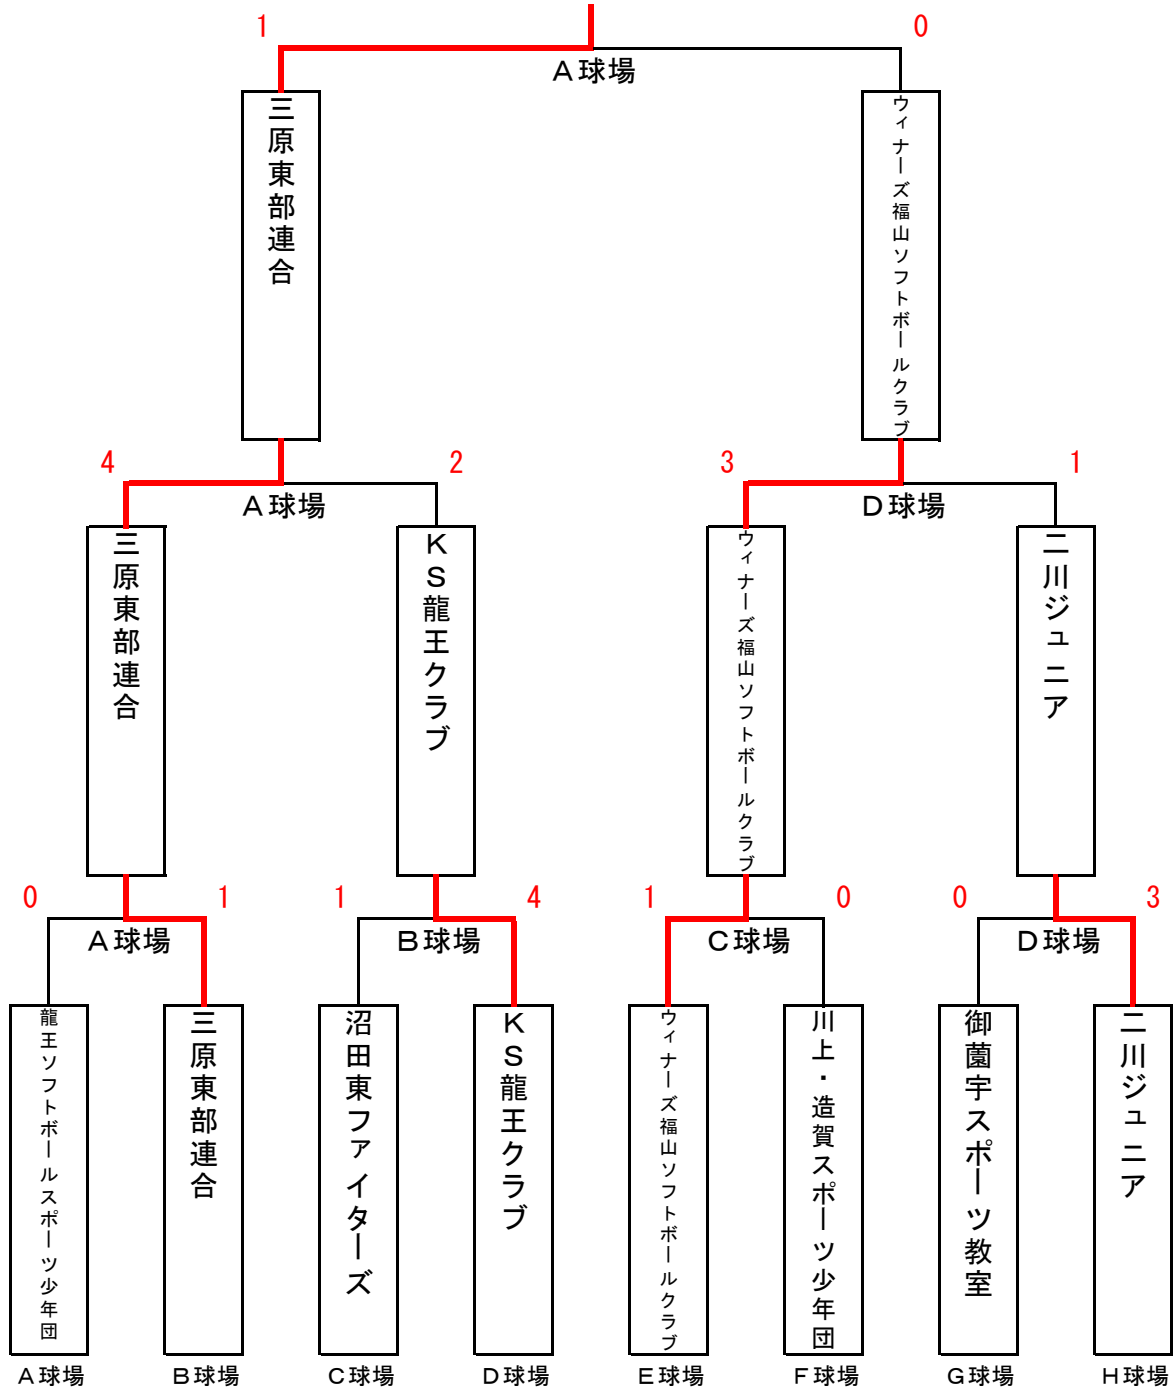 1
0
A球場
三原東部連合
ウィナーズ福山ソフトボールクラブ
4
2
3
1
A球場
D球場
三原東部連合
KS龍王クラブ
ウィナーズ福山ソフトボールクラブ
二川ジュニア
0
1
1
4
1
0
0
3
A球場
B球場
C球場
D球場
龍王ソフトボールスポーツ少年団
三原東部連合
沼田東ファイターズ
KS龍王クラブ
ウィナーズ福山ソフトボールクラブ
川上・造賀スポーツ少年団
御薗宇スポーツ教室
二川ジュニア
A球場
B球場
C球場
D球場
E球場
F球場
G球場
H球場